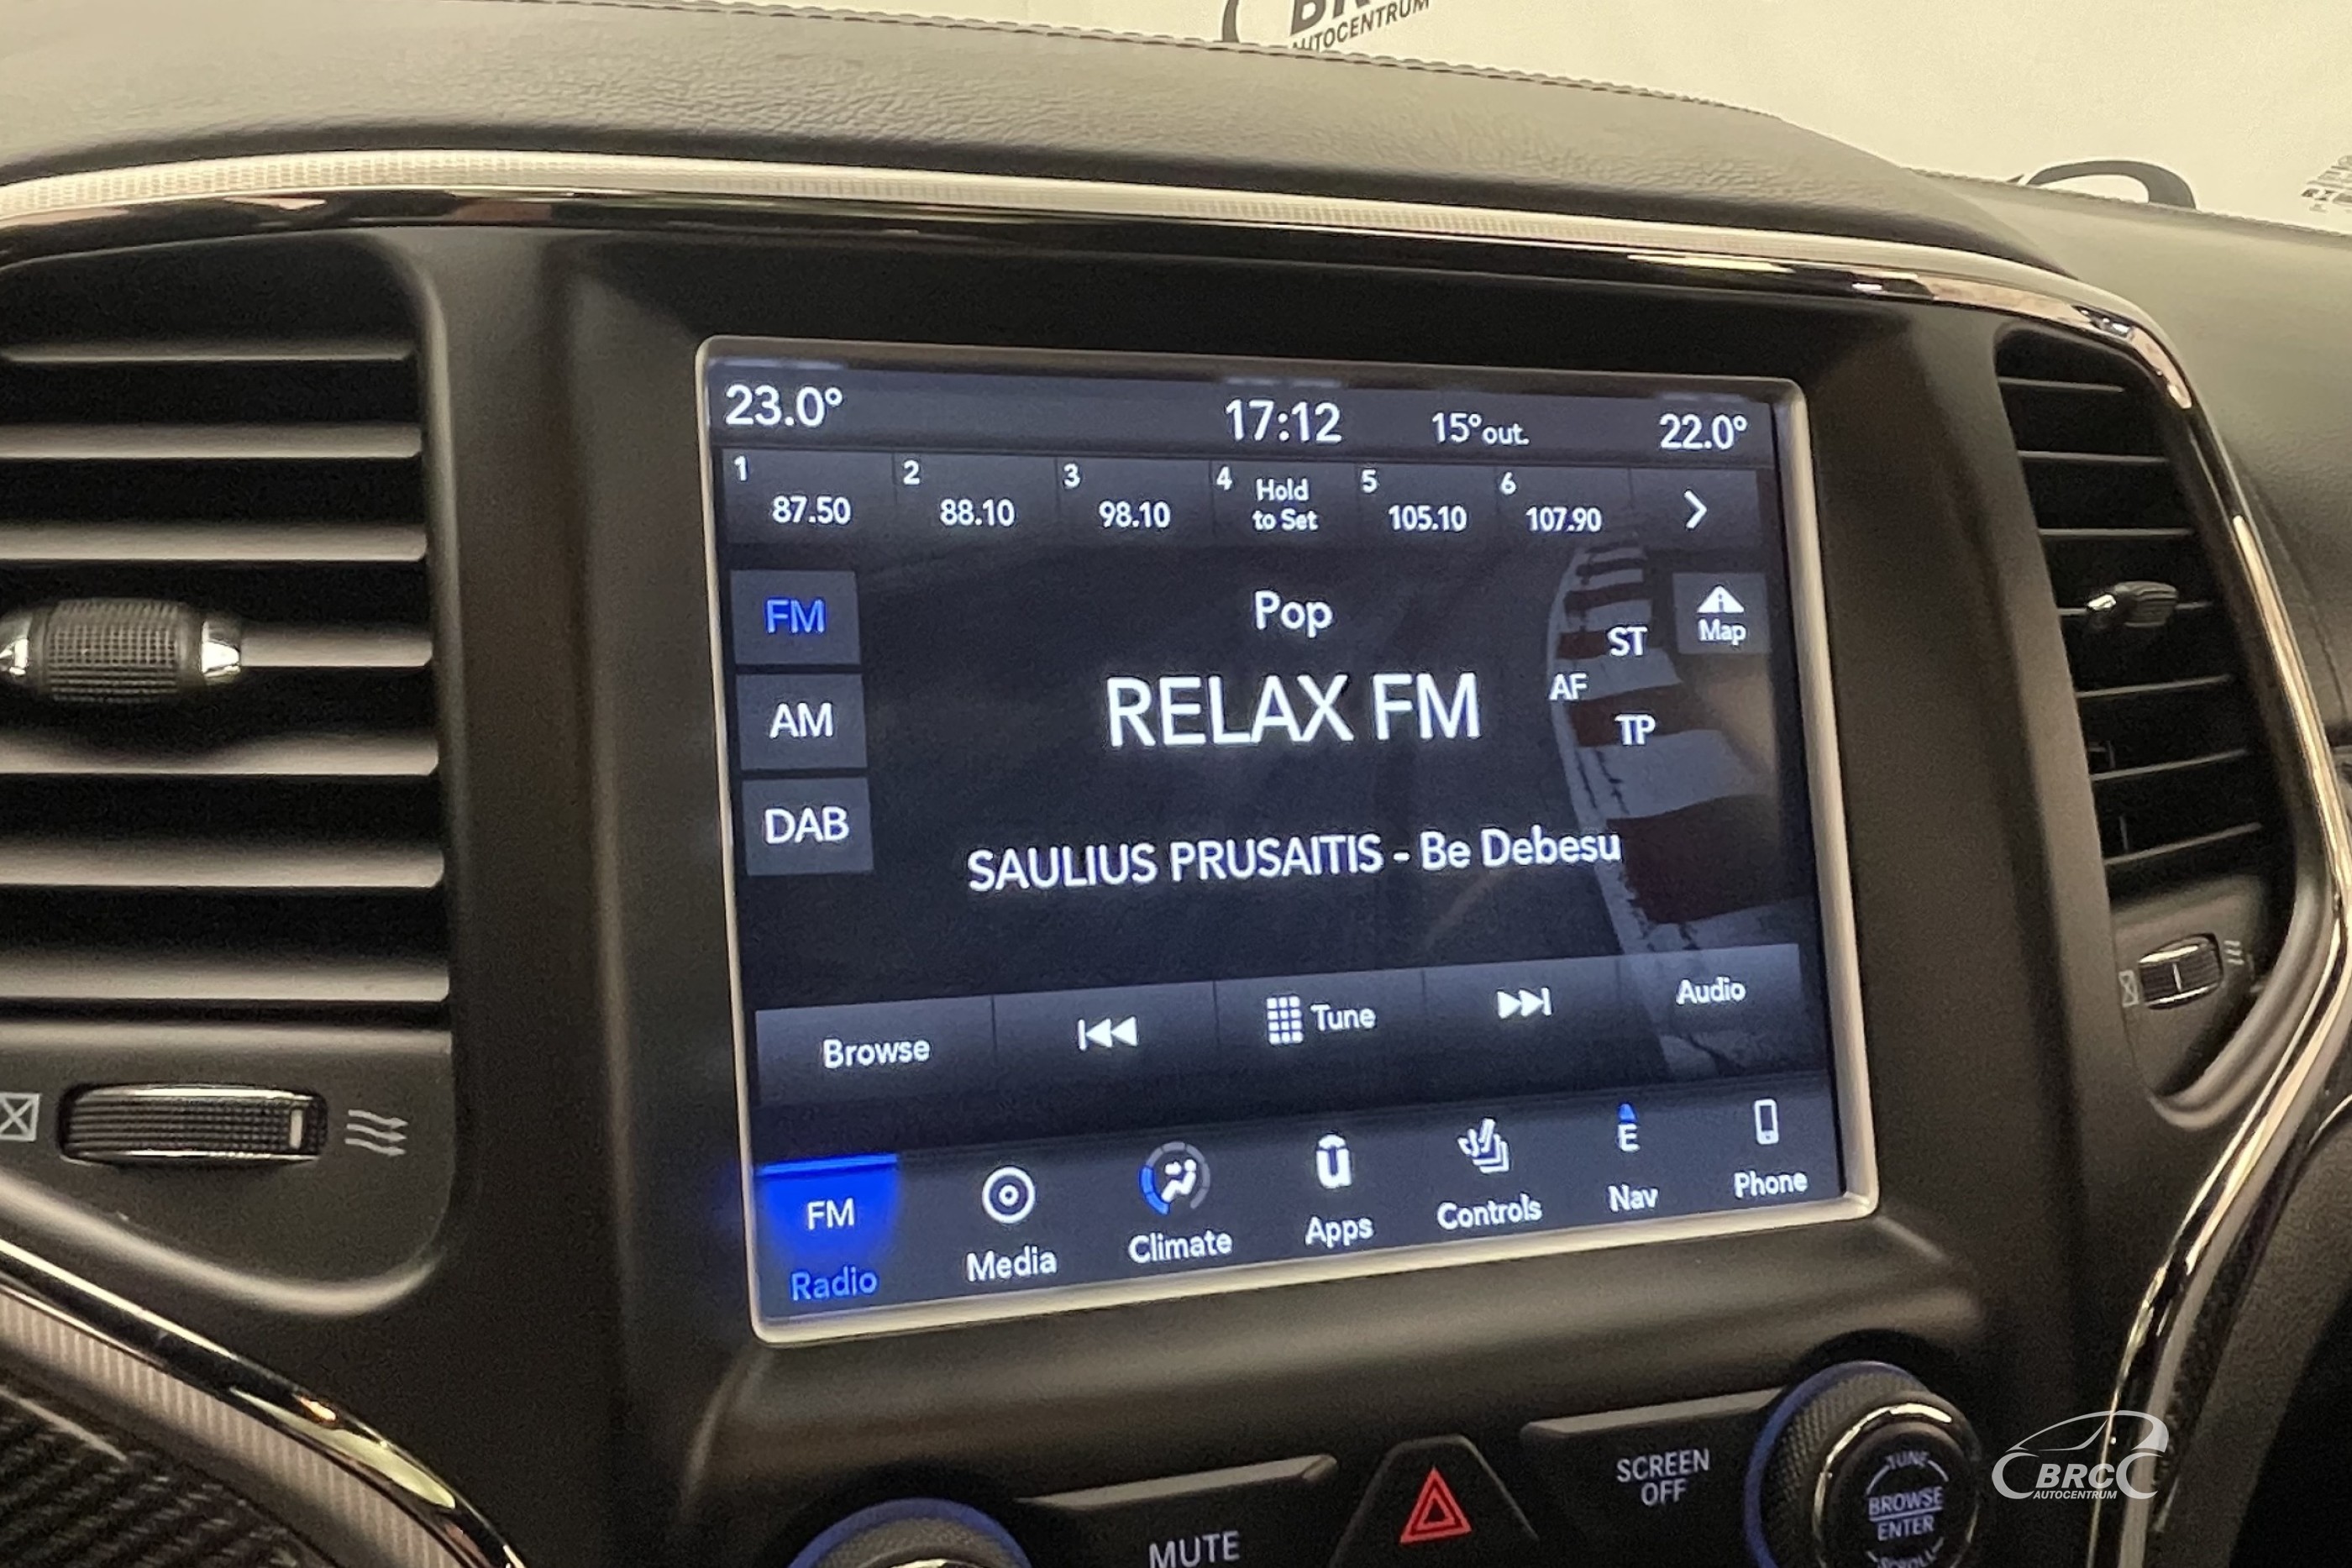 AUTOCENTRUM
23.0° 17:12 15°out. 22.0°
1 87.50
2 88.10
3 98.10
4 Hold to Set
5 105.10
6 107.90
FM
AM
DAB
Pop
RELAX FM
SAULIUS PRUSAITIS - Be Debesu
ST
AF
TP
Map
Browse
Tune
Audio
FM
Radio
Media
Climate
Apps
Controls
E
Nav
Phone
MUTE
SCREEN
OFF
TUNE
BROWSE
ENTER
SCROLL
BRC
AUTOCENTRUM